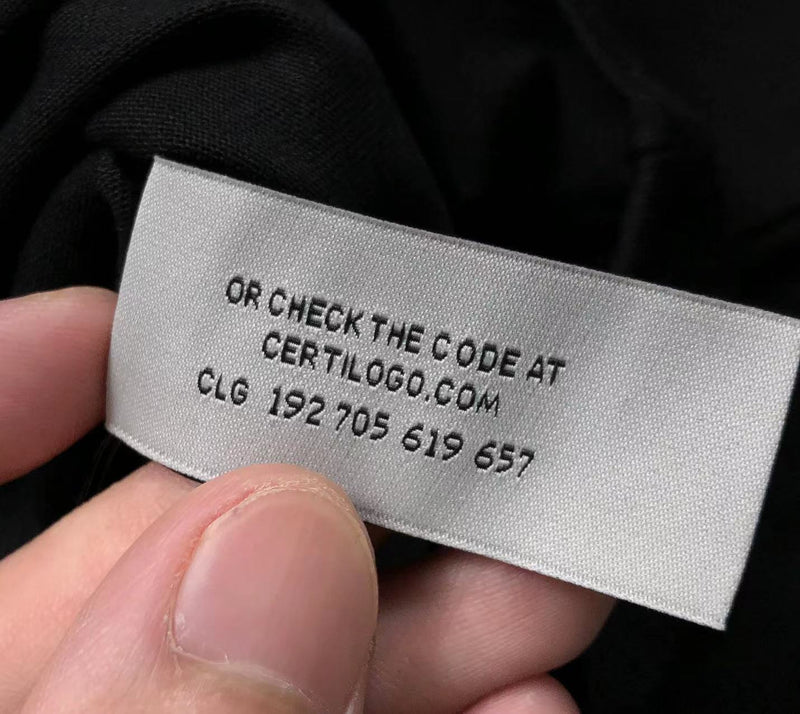 OR CHECK THE CODE AT
CERTILOGO.COM
CLG 192 705 619 657